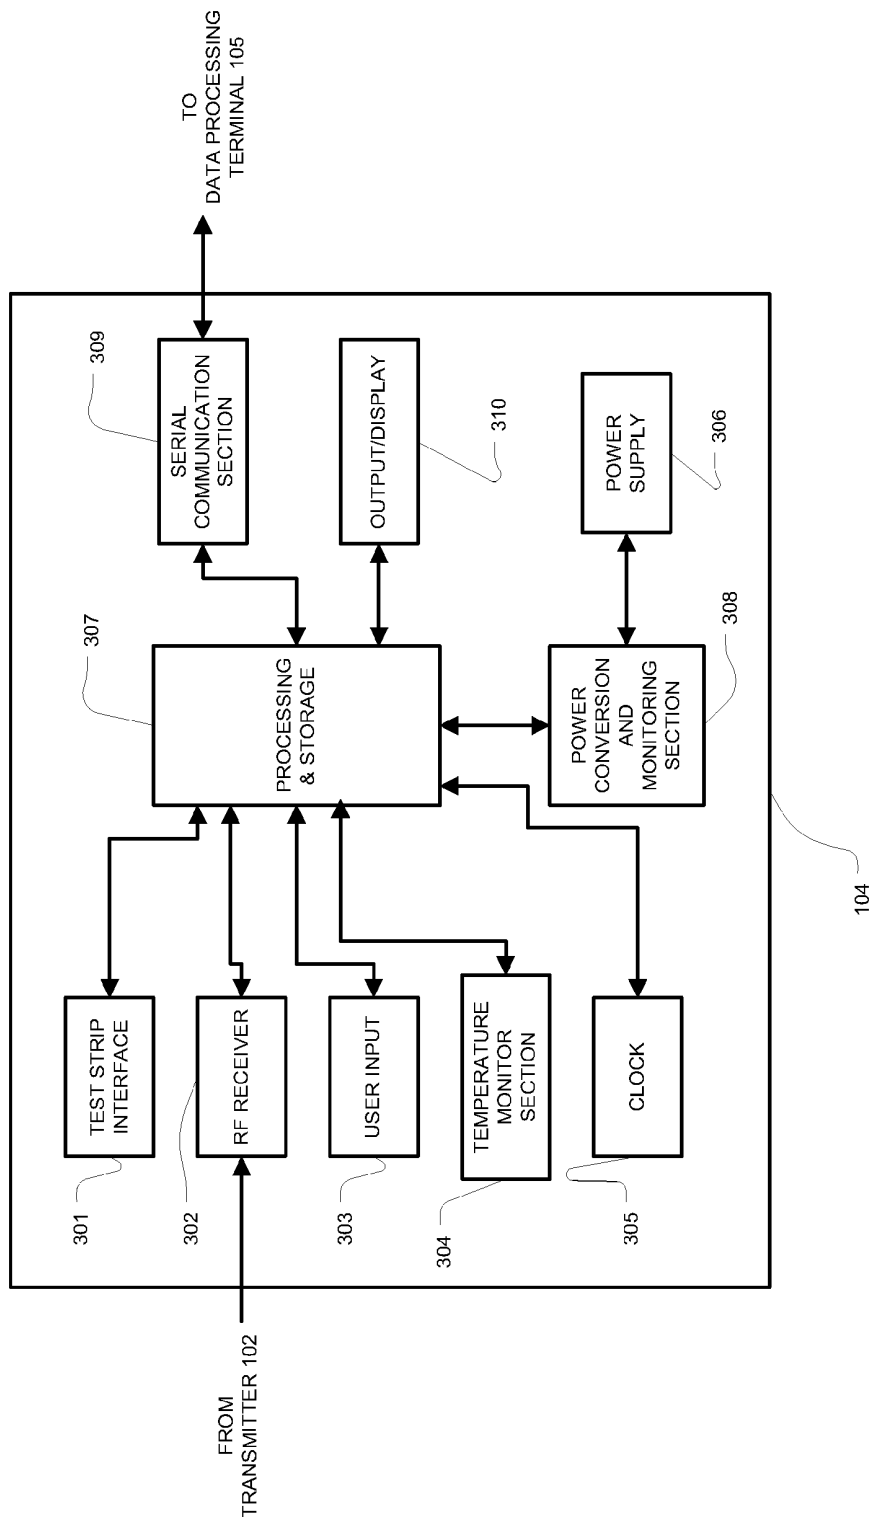 FROM
TRANSMITTER 102
301
TEST STRIP
INTERFACE
302
RF RECEIVER
303
USER INPUT
304
TEMPERATURE
MONITOR
SECTION
305
CLOCK
307
PROCESSING
& STORAGE
POWER
CONVERSION
AND
MONITORING
SECTION
308
309
SERIAL
COMMUNICATION
SECTION
OUTPUT/DISPLAY
310
POWER
SUPPLY
306
TO
DATA PROCESSING
TERMINAL 105
104